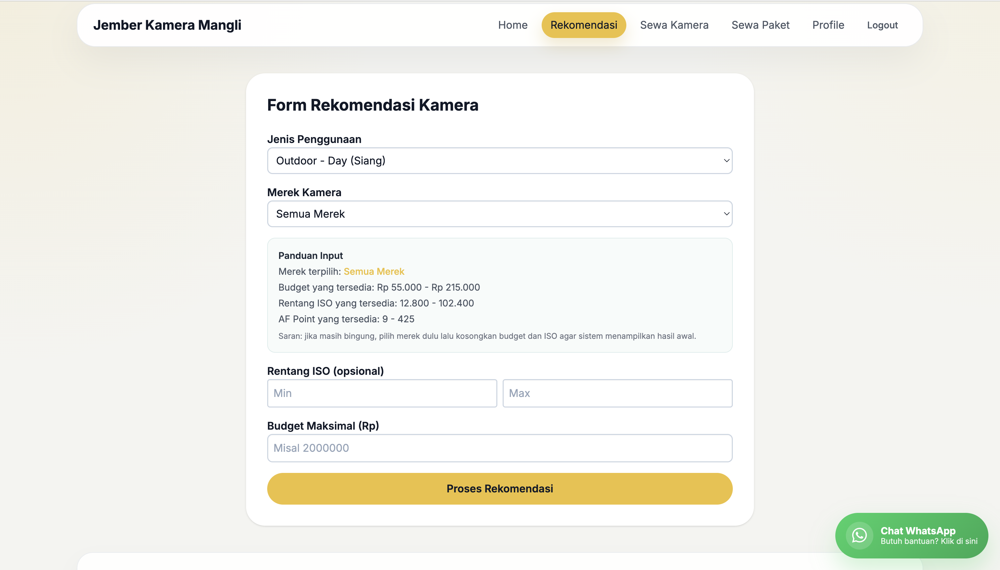 Jember Kamera Mangli
Home
Rekomendasi
Sewa Kamera
Sewa Paket
Profile
Logout
Form Rekomendasi Kamera
Jenis Penggunaan
Outdoor - Day (Siang)
Merek Kamera
Semua Merek
Panduan Input
Merek terpilih: Semua Merek
Budget yang tersedia: Rp 55.000 - Rp 215.000
Rentang ISO yang tersedia: 12.800 - 102.400
AF Point yang tersedia: 9 - 425
Saran: jika masih bingung, pilih merek dulu lalu kosongkan budget dan ISO agar sistem menampilkan hasil awal.
Rentang ISO (opsional)
Min
Max
Budget Maksimal (Rp)
Misal 2000000
Proses Rekomendasi
Chat WhatsApp
Butuh bantuan? Klik di sini